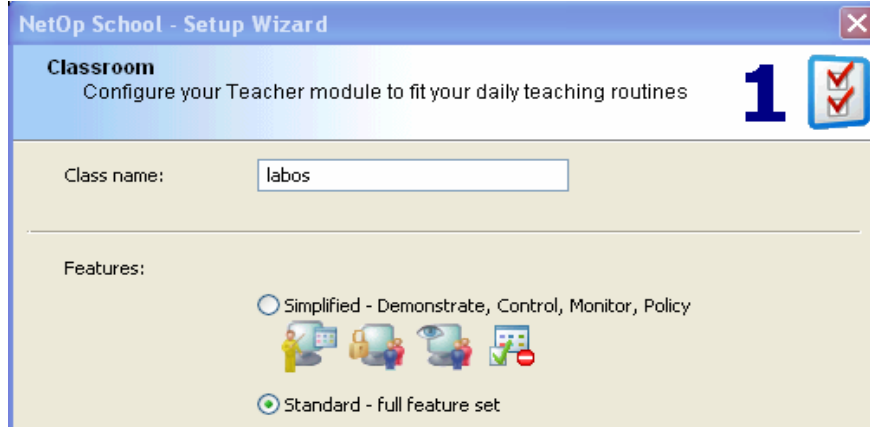 NetOp School - Setup Wizard
Classroom
Configure your Teacher module to fit your daily teaching routines
1
Class name:
labos
Features:
Simplified - Demonstrate, Control, Monitor, Policy
Standard - full feature set